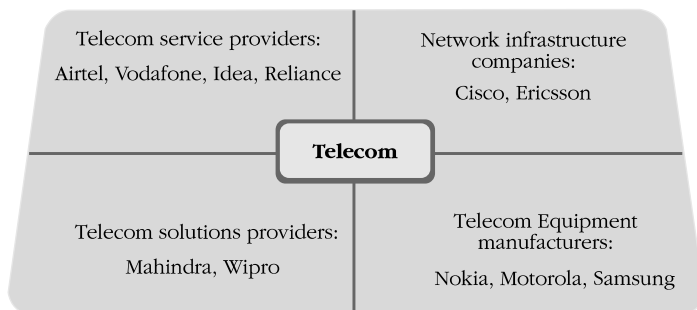 Telecom service providers:
Airtel, Vodafone, Idea, Reliance
Network infrastructure
companies:
Cisco, Ericsson
Telecom
Telecom solutions providers:
Mahindra, Wipro
Telecom Equipment
manufacturers:
Nokia, Motorola, Samsung